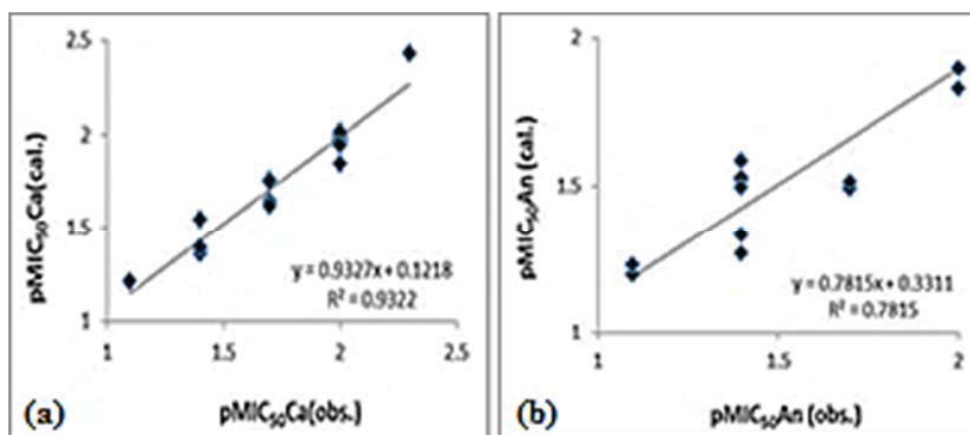 2.5
2
1.5
1
1
1.5
2
2.5
pMIC₅₀Ca(cal.)
y = 0.9327x + 0.1218
R² = 0.9322
(a)
pMIC₅₀Ca(obs.)
2
1.5
1
1
1.5
2
pMIC₅₀An (cal.)
y = 0.7815x + 0.3311
R² = 0.7815
(b)
pMIC₅₀An (obs.)